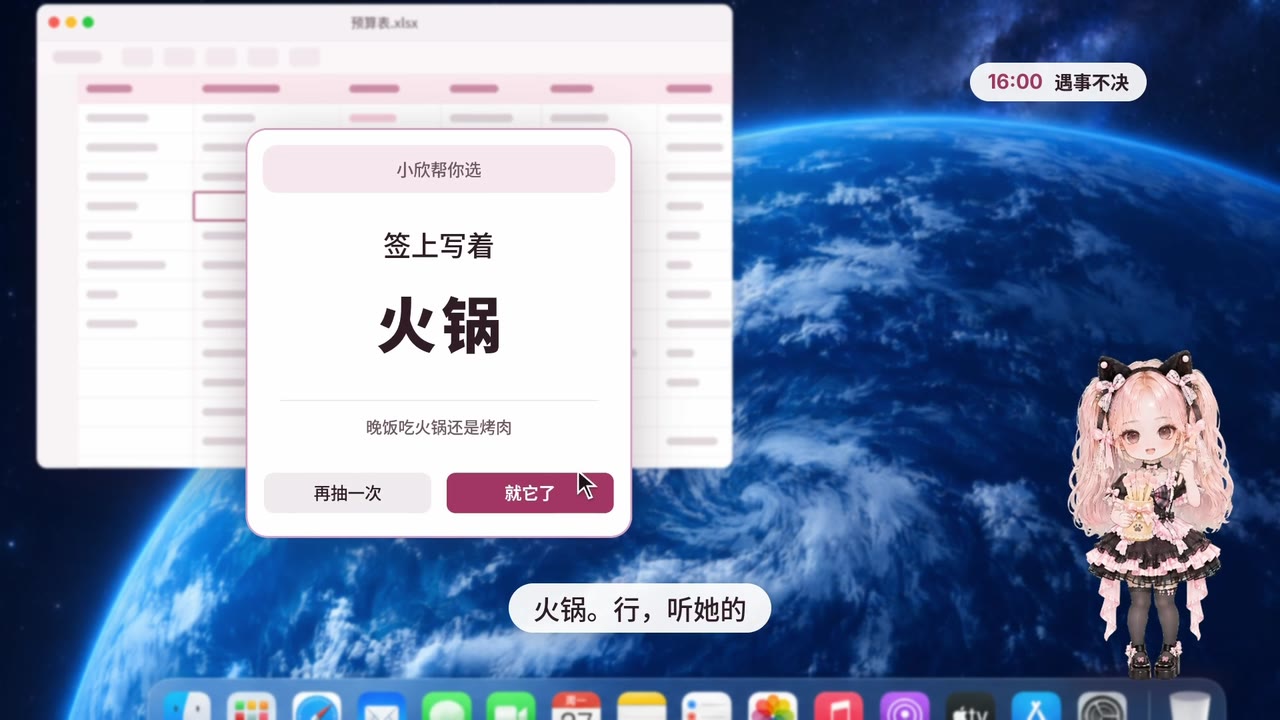 预算表.xlsx
16:00 遇事不决
小欣帮你选
签上写着
火锅
晚饭吃火锅还是烤肉
再抽一次
就它了
火锅。行，听她的
周一
tv